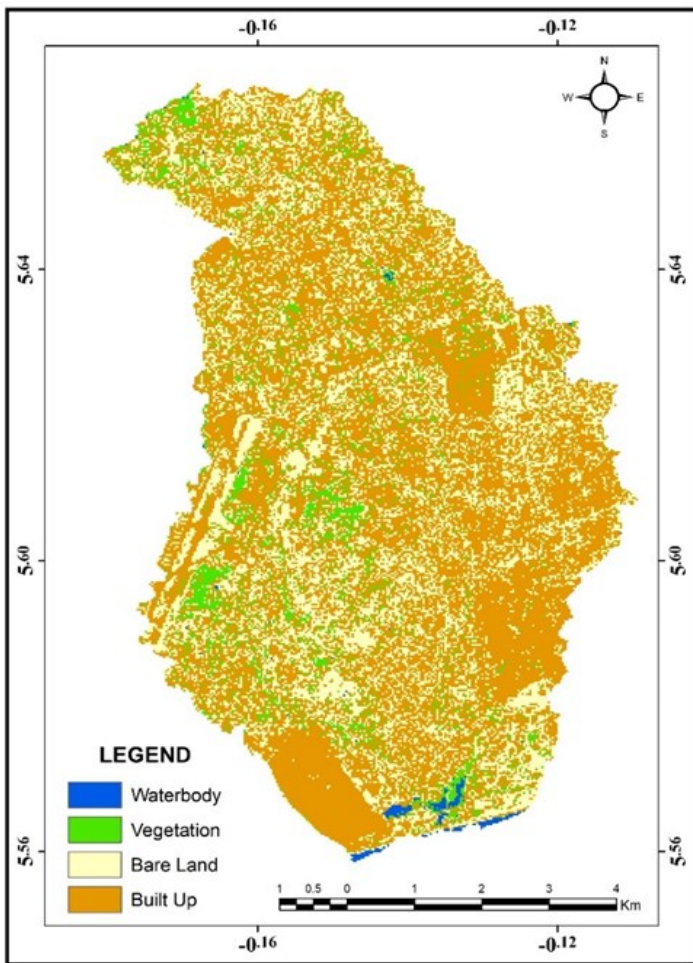 -0.16 -0.12
N
W E
S
5.64 5.64
5.60 5.60
5.56 5.56
LEGEND
Waterbody
Vegetation
Bare Land
Built Up
1 0.5 0 1 2 3 4
Km
-0.16 -0.12